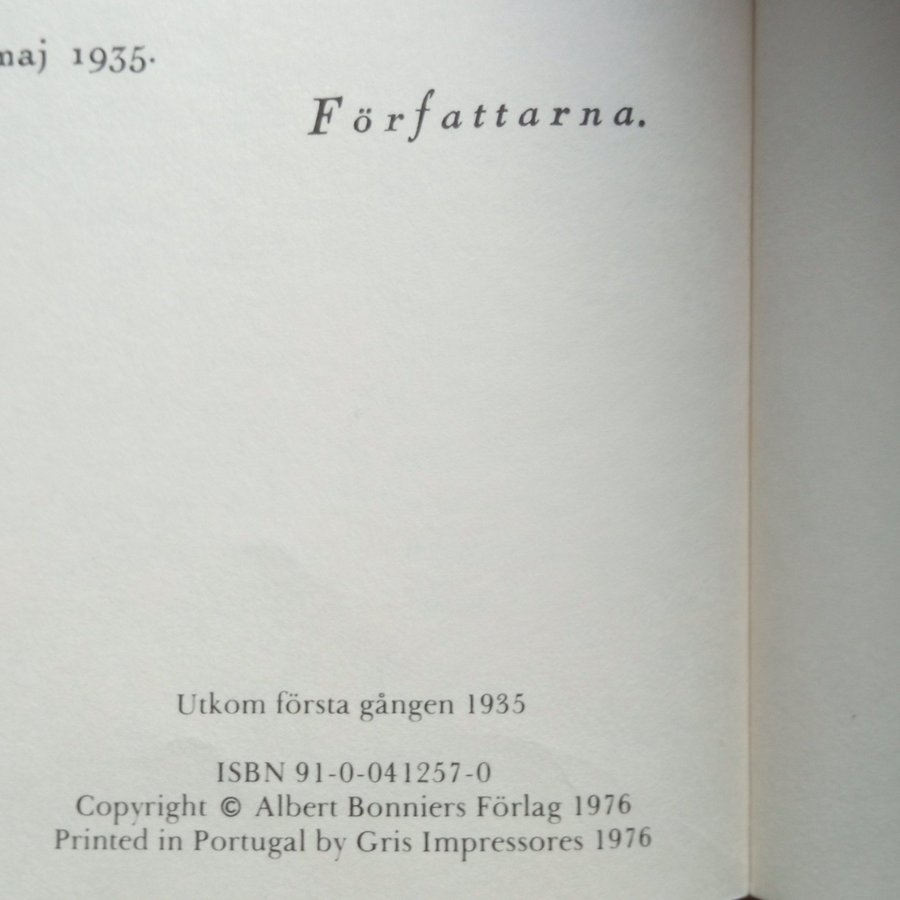 maj 1935.
Författarna.
Utkom första gången 1935
ISBN 91-0-041257-0
Copyright © Albert Bonniers Förlag 1976
Printed in Portugal by Gris Impressores 1976